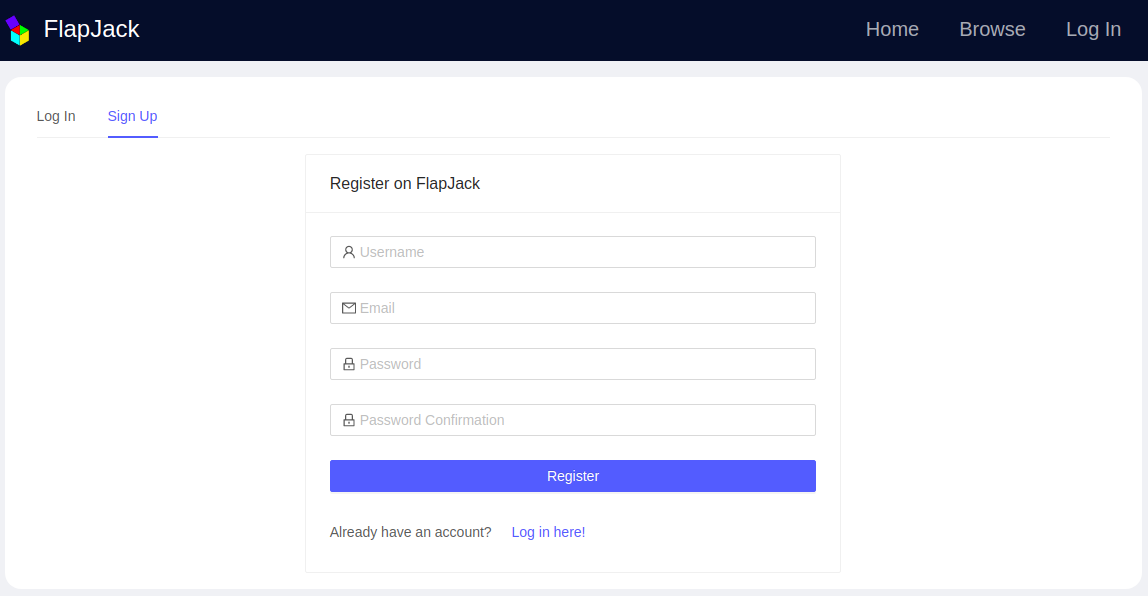 FlapJack Home Browse Log In
Log In Sign Up
Register on FlapJack
Username
Email
Password
Password Confirmation
Register
Already have an account? Log in here!